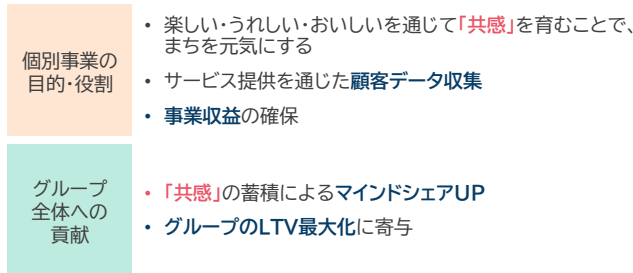 個別事業の
目的・役割
• 楽しい・うれしい・おいしいを通じて「共感」を育むことで、
まちを元気にする
• サービス提供を通じた顧客データ収集
• 事業収益の確保
グループ
全体への
貢献
• 「共感」の蓄積によるマインドシェアUP
• グループのLTV最大化に寄与